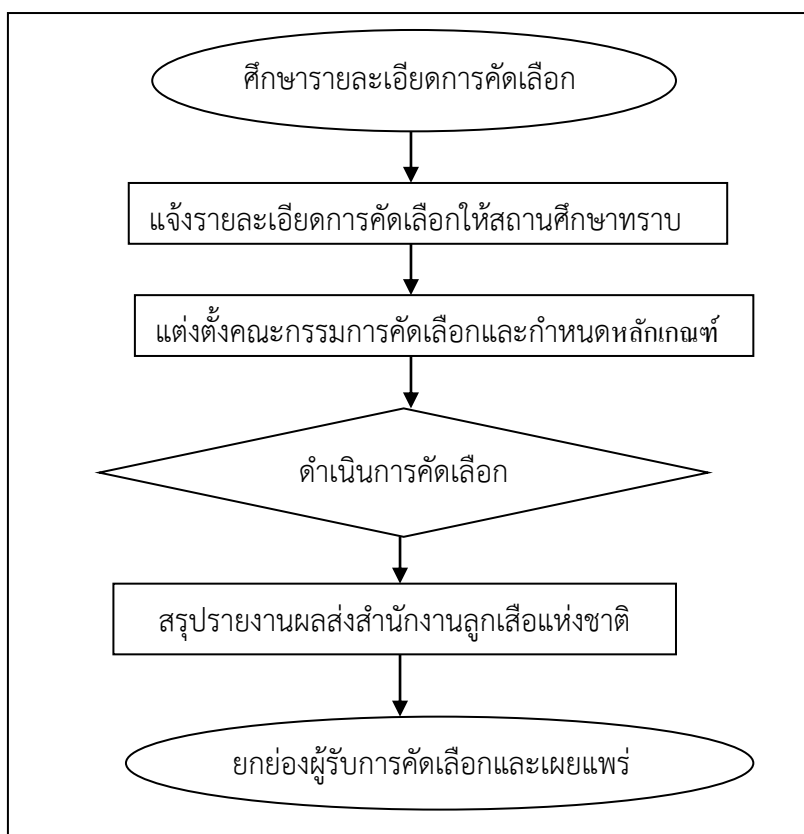 ศึกษารายละเอียดการคัดเลือก
แจ้งรายละเอียดการคัดเลือกให้สถานศึกษาทราบ
แต่งตั้งคณะกรรมการคัดเลือกและกำหนดหลักเกณฑ์
ดำเนินการคัดเลือก
สรุปรายงานผลส่งสำนักงานลูกเสือแห่งชาติ
ยกย่องผู้รับการคัดเลือกและเผยแพร่